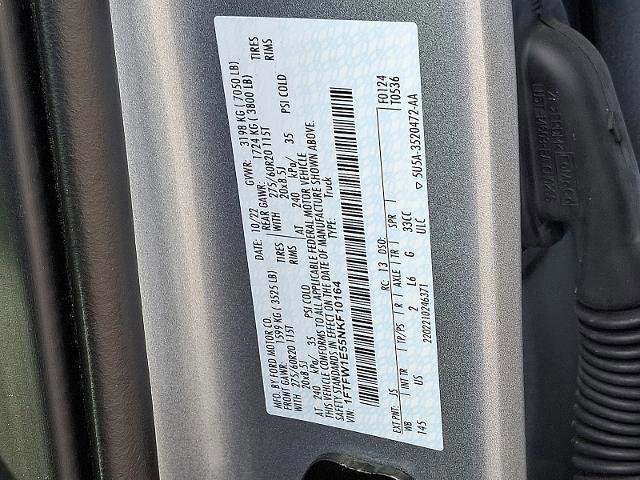 MFD. BY FORD MOTOR CO.
DATE: 10/22 GVWR: 3198 KG ( 7050 LB)
FRONT GAWR: 1599 KG (3525 LB) REAR GAWR: 1724 KG ( 3800 LB)
WITH 275/60R20 115T TIRES WITH 275/60R20 115T TIRES
20x8.5J RIMS 20x8.5J RIMS
AT 240 kPa/ 35 PSI COLD AT 240 kPa/ 35 PSI COLD
THIS VEHICLE CONFORMS TO ALL APPLICABLE FEDERAL MOTOR VEHICLE
SAFETY STANDARDS IN EFFECT ON THE DATE OF MANUFACTURE SHOWN ABOVE.
VIN: 1FTFW1E55NKF10164
TYPE: Truck
F0124
T0536
EXT PNT: JS RC: 13 DSO:
WB INT TR TP/PS R AXLE TR SPR
145 US 2 L6 G 33CC
2202210246371 ULC
5U5A-3520472-AA